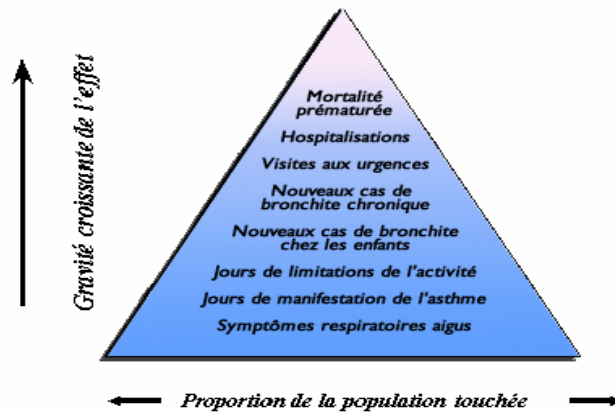 Gravité croissante de l'effet
Mortalité
prématurée
Hospitalisations
Visites aux urgences
Nouveaux cas de
bronchite chronique
Nouveaux cas de bronchite
chez les enfants
Jours de limitations de l'activité
Jours de manifestation de l'asthme
Symptômes respiratoires aigus
Proportion de la population touchée